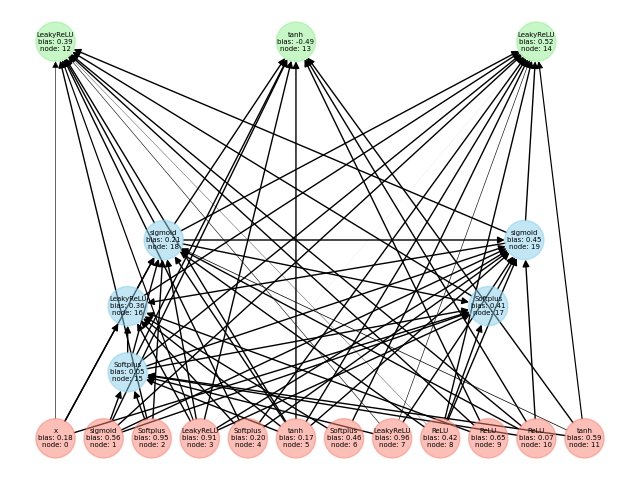 LeakyReLU
bias: 0.39
node: 12
tanh
bias: -0.49
node: 13
LeakyReLU
bias: 0.52
node: 14
sigmoid
bias: 0.21
node: 18
sigmoid
bias: 0.45
node: 19
LeakyReLU
bias: 0.36
node: 16
Softplus
bias: 0.41
node: 17
Softplus
bias: 0.05
node: 15
x
bias: 0.18
node: 0
sigmoid
bias: 0.56
node: 1
Softplus
bias: 0.95
node: 2
LeakyReLU
bias: 0.91
node: 3
Softplus
bias: 0.20
node: 4
tanh
bias: 0.17
node: 5
Softplus
bias: 0.46
node: 6
LeakyReLU
bias: 0.96
node: 7
ReLU
bias: 0.42
node: 8
ReLU
bias: 0.65
node: 9
ReLU
bias: 0.07
node: 10
tanh
bias: 0.59
node: 11